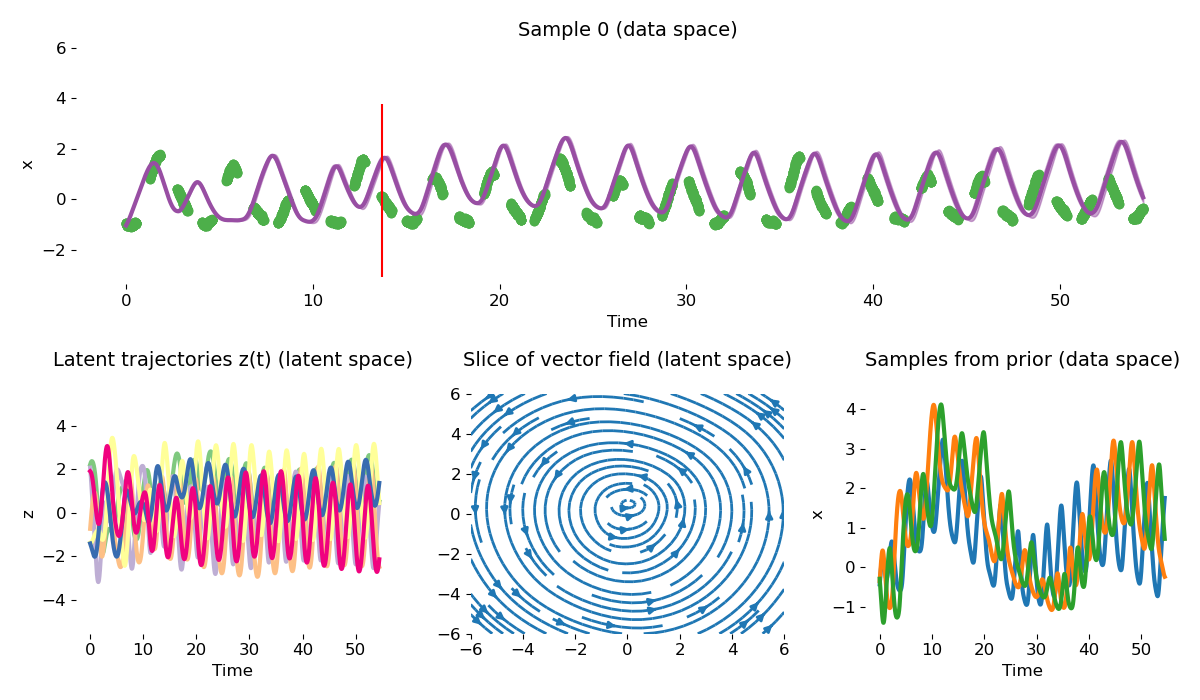 Sample 0 (data space)
6
4
2
0
−2
x
0 10 20 30 40 50
Time
Latent trajectories z(t) (latent space)
4
2
0
−2
−4
z
0 10 20 30 40 50
Time
Slice of vector field (latent space)
6
4
2
0
−2
−4
−6
−6 −4 −2 0 2 4 6
Samples from prior (data space)
4
3
2
1
0
−1
x
0 10 20 30 40 50
Time